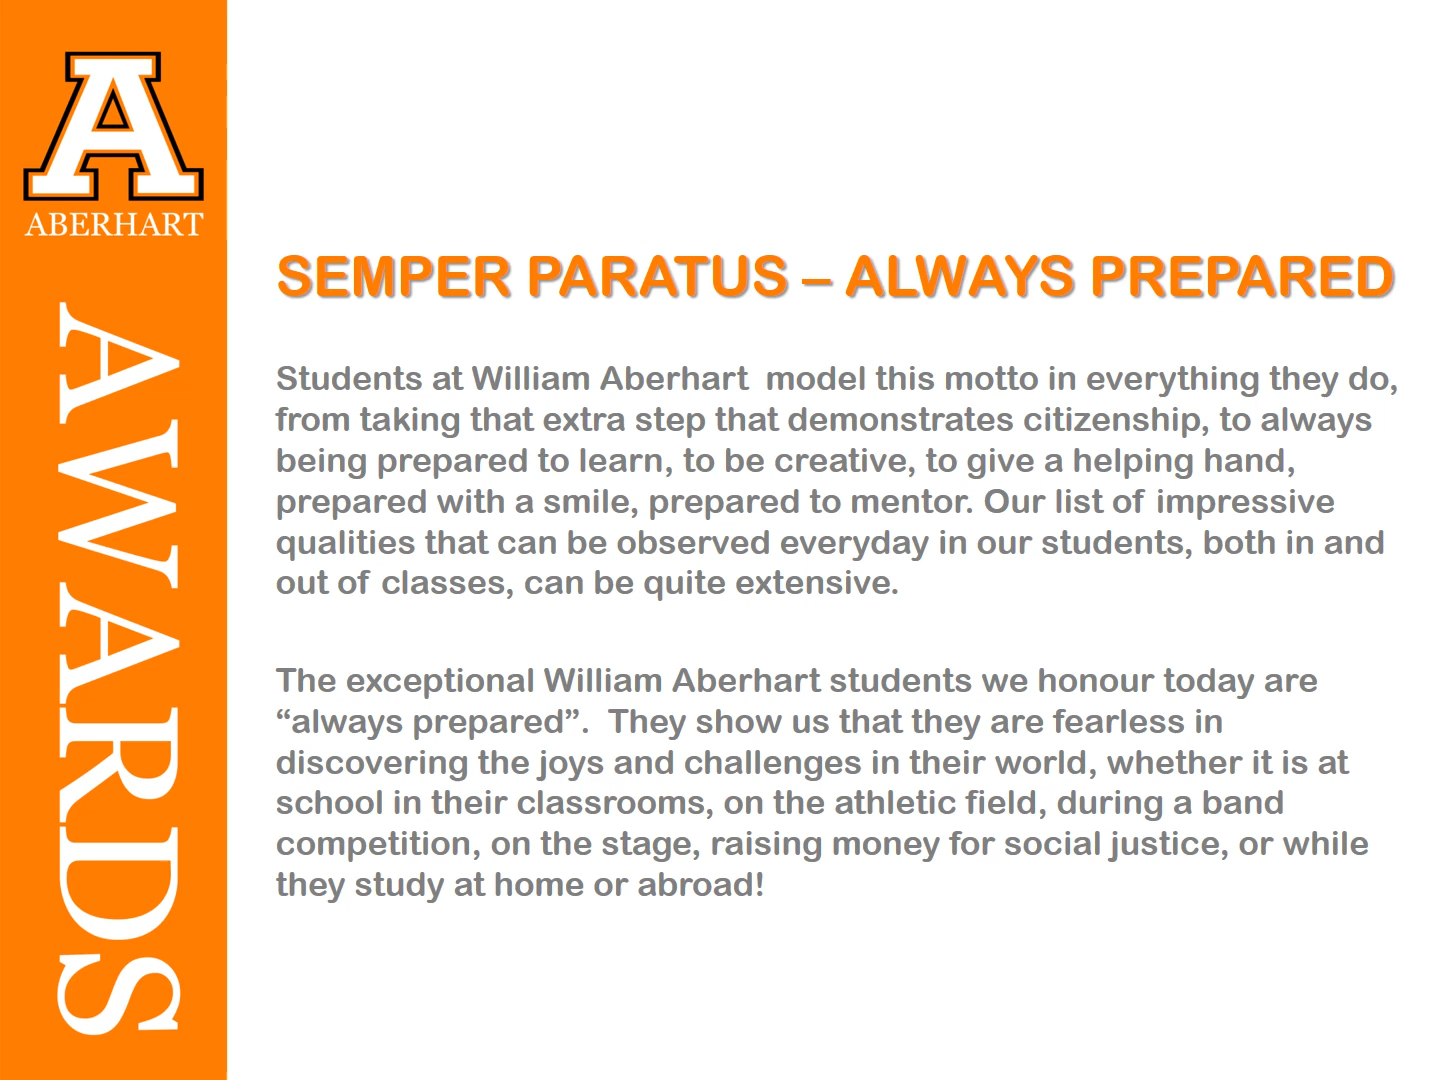 A
ABERHART
AWARDS
SEMPER PARATUS – ALWAYS PREPARED
Students at William Aberhart  model this motto in everything they do,
from taking that extra step that demonstrates citizenship, to always
being prepared to learn, to be creative, to give a helping hand,
prepared with a smile, prepared to mentor. Our list of impressive
qualities that can be observed everyday in our students, both in and
out of classes, can be quite extensive.
The exceptional William Aberhart students we honour today are
“always prepared”.  They show us that they are fearless in
discovering the joys and challenges in their world, whether it is at
school in their classrooms, on the athletic field, during a band
competition, on the stage, raising money for social justice, or while
they study at home or abroad!